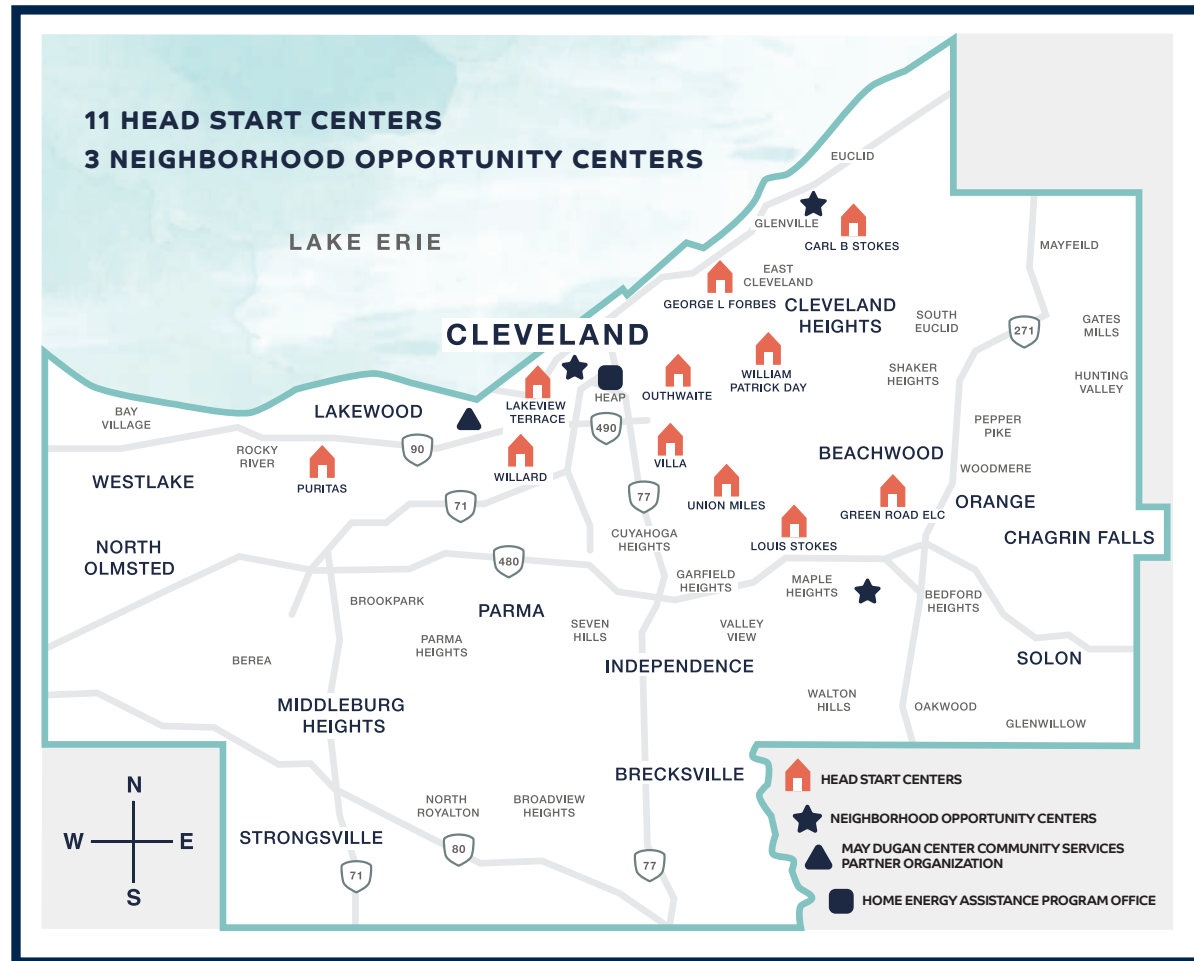 11 HEAD START CENTERS
3 NEIGHBORHOOD OPPORTUNITY CENTERS
LAKE ERIE
EUCLID
GLENVILLE
CARL B STOKES
MAYFEILD
EAST
CLEVELAND
GEORGE L FORBES
CLEVELAND
HEIGHTS
SOUTH
EUCLID
271
GATES
MILLS
CLEVELAND
WILLIAM
PATRICK DAY
SHAKER
HEIGHTS
HUNTING
VALLEY
HEAP
OUTHWAITE
LAKEVIEW
TERRACE
LAKEWOOD
BAY
VILLAGE
PEPPER
PIKE
490
90
ROCKY
RIVER
BEACHWOOD
VILLA
WOODMERE
WESTLAKE
PURITAS
WILLARD
71
77
UNION MILES
GREEN ROAD ELC
ORANGE
CUYAHOGA
HEIGHTS
LOUIS STOKES
CHAGRIN FALLS
NORTH
OLMSTED
480
GARFIELD
HEIGHTS
MAPLE
HEIGHTS
BEDFORD
HEIGHTS
BROOKPARK
PARMA
SEVEN
HILLS
VALLEY
VIEW
PARMA
HEIGHTS
BEREA
INDEPENDENCE
SOLON
MIDDLEBURG
HEIGHTS
WALTON
HILLS
OAKWOOD
GLENWILLOW
BRECKSVILLE
NORTH
ROYALTON
BROADVIEW
HEIGHTS
STRONGSVILLE
80
71
77
N
W
E
S
HEAD START CENTERS
NEIGHBORHOOD OPPORTUNITY CENTERS
MAY DUGAN CENTER COMMUNITY SERVICES
PARTNER ORGANIZATION
HOME ENERGY ASSISTANCE PROGRAM OFFICE